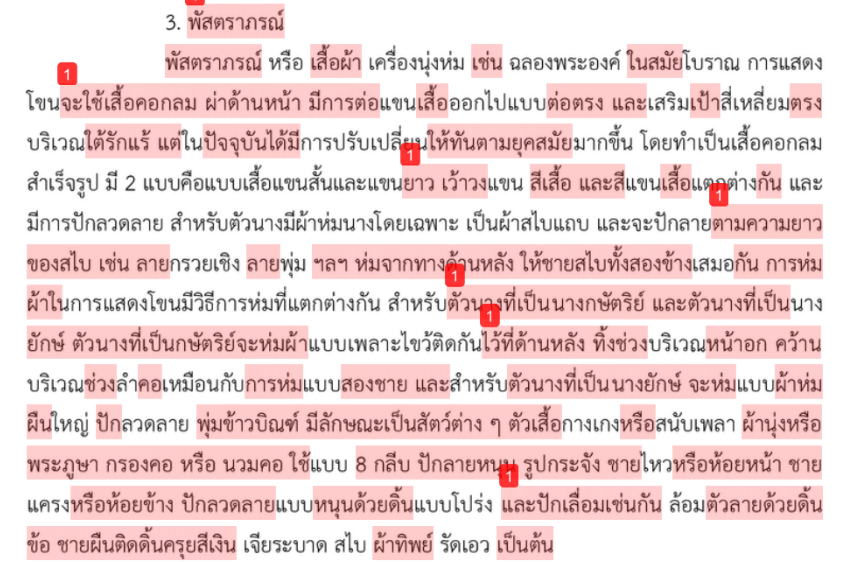 3. พัสตราภรณ์
พัสตราภรณ์ หรือ เสื้อผ้า เครื่องนุ่งห่ม เช่น ฉลองพระองค์ ในสมัยโบราณ การแสดง
1
โขนจะใช้เสื้อคอกลม ผ่าด้านหน้า มีการต่อแขนเสื้อออกไปแบบต่อตรง และเสริมเป้าสี่เหลี่ยมตรง
บริเวณใต้รักแร้ แต่ในปัจจุบันได้มีการปรับเปลี่ยนให้ทันตามยุคสมัยมากขึ้น โดยทำเป็นเสื้อคอกลม
1
สำเร็จรูป มี 2 แบบคือแบบเสื้อแขนสั้นและแขนยาว เว้าวงแขน สีเสื้อ และสีแขนเสื้อแตกต่างกัน และ
1
มีการปักลวดลาย สำหรับตัวนางมีผ้าห่มนางโดยเฉพาะ เป็นผ้าสไบแถบ และจะปักลายตามความยาว
ของสไบ เช่น ลายกรวยเชิง ลายพุ่ม ฯลฯ ห่มจากทางด้านหลัง ให้ชายสไบทั้งสองข้างเสมอกัน การห่ม
1
ผ้าในการแสดงโขนมีวิธีการห่มที่แตกต่างกัน สำหรับตัวนางที่เป็นนางกษัตริย์ และตัวนางที่เป็นนาง
1
ยักษ์ ตัวนางที่เป็นกษัตริย์จะห่มผ้าแบบเพลาะไขว้ติดกันไว้ที่ด้านหลัง ทิ้งช่วงบริเวณหน้าอก คว้าน
บริเวณช่วงลำคอเหมือนกับการห่มแบบสองชาย และสำหรับตัวนางที่เป็นนางยักษ์ จะห่มแบบผ้าห่ม
ผืนใหญ่ ปักลวดลาย พุ่มข้าวบิณฑ์ มีลักษณะเป็นสัตว์ต่าง ๆ ตัวเสื้อกางเกงหรือสนับเพลา ผ้านุ่งหรือ
พระภูษา กรองคอ หรือ นวมคอ ใช้แบบ 8 กลีบ ปักลายหนุน รูปกระจัง ชายไหวหรือห้อยหน้า ชาย
1
แครงหรือห้อยข้าง ปักลวดลายแบบหนุนด้วยดิ้นแบบโปร่ง และปักเลื่อมเช่นกัน ล้อมตัวลายด้วยดิ้น
ข้อ ชายผืนติดดิ้นครุยสีเงิน เจียระบาด สไบ ผ้าทิพย์ รัดเอว เป็นต้น